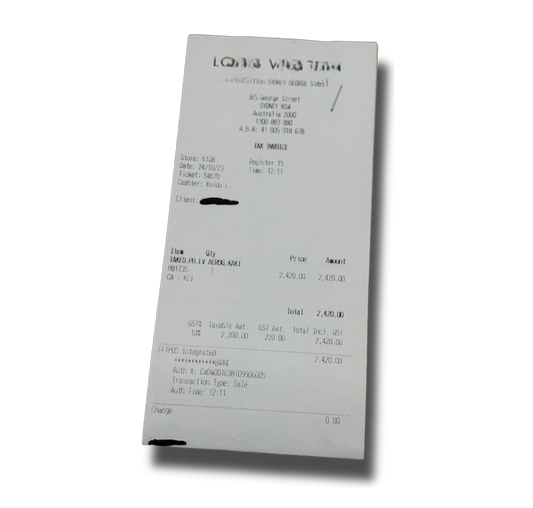 SYDNEY GEORGE STREET
365 George Street
SYDNEY NSW
Australia 2000
1300 883 880
A.B.N: 41 005 918 678
TAX INVOICE
Store: Register 15
Date: 24/10/23 Time: 12:11
Ticket: 54670
Cashier:
Client
Item Qty Price Amount
LV
1 2,420.00 2,420.00
CA :
Total 2,420.00
GST% Taxable Amt. GST Amt. Total Incl. GST
10% 2,200.00 220.00 2,420.00
EFTPOS Integrated 2,420.00
Auth #:
Transaction Type: Sale
Auth Time: 12:11
Change 0.00